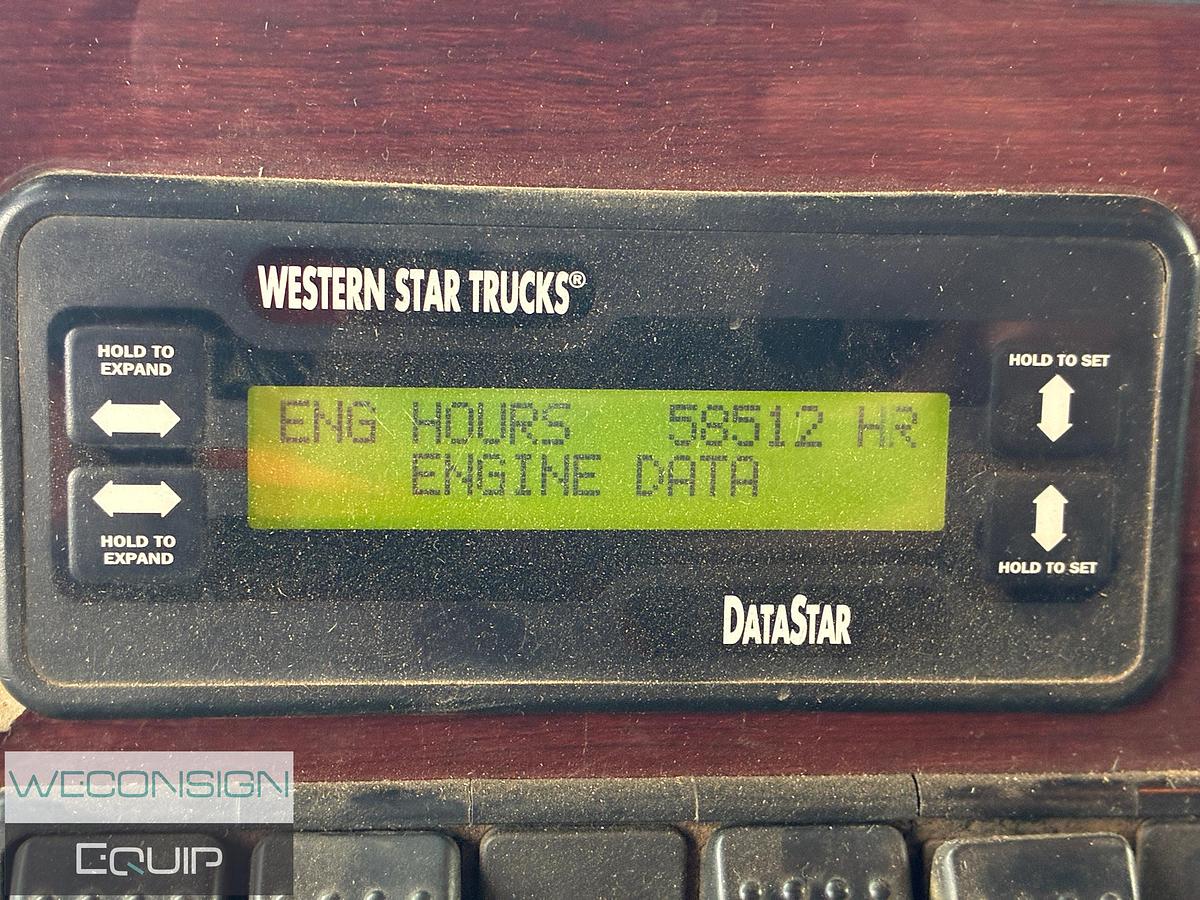 WESTERN STAR TRUCKS®
HOLD TO
EXPAND
HOLD TO SET
ENG HOURS 58512 HR
ENGINE DATA
HOLD TO
EXPAND
HOLD TO SET
DATASTAR
WECONSIGN
EQUIP